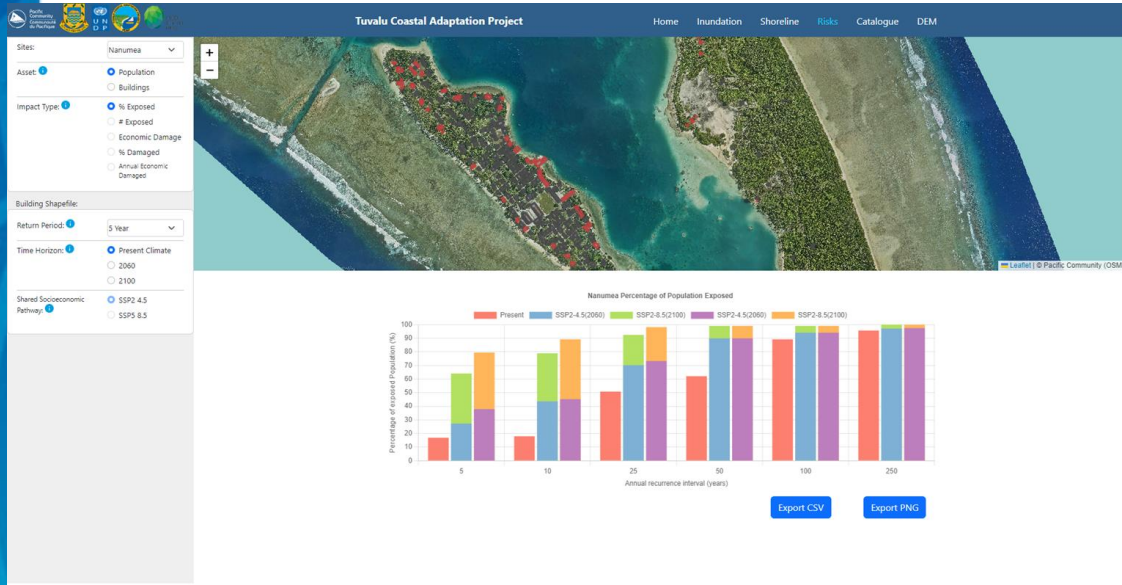 Pacific
Community
Communauté
du Pacifique
U N
D P
Tuvalu Coastal Adaptation Project
Home Inundation Shoreline Risks Catalogue DEM
Sites: Nanumea
Asset: Population
Buildings
Impact Type: % Exposed
# Exposed
Economic Damage
% Damaged
Annual Economic
Damaged
Building Shapefile:
Return Period: 5 Year
Time Horizon: Present Climate
2060
2100
Shared Socioeconomic
Pathway: SSP2 4.5
SSP5 8.5
+
−
Leaflet | © Pacific Community (OSM
Nanumea Percentage of Population Exposed
Present SSP2-4.5(2060) SSP2-8.5(2100) SSP2-4.5(2060) SSP2-8.5(2100)
Percentage of exposed Population (%)
100
90
80
70
60
50
40
30
20
10
0
5 10 25 50 100 250
Annual recurrence interval (years)
Export CSV Export PNG